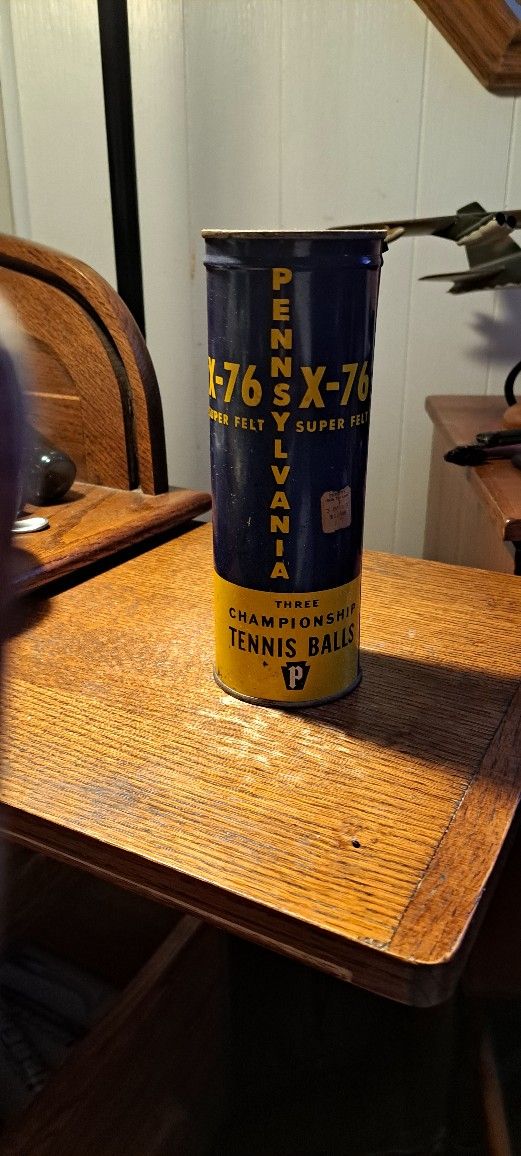 PENNSYLVANIA
X-76 X-76
SUPER FELT SUPER FELT
THREE
CHAMPIONSHIP
TENNIS BALLS
P